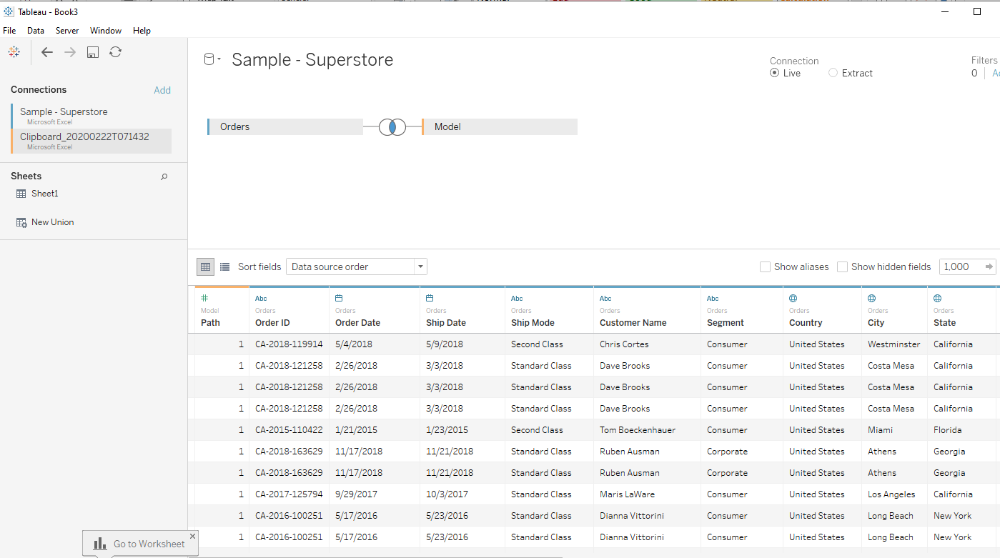 Tableau - Book3
File Data Server Window Help
Sample - Superstore
Connection
Live Extract
Filters
0
Connections Add
Sample - Superstore
Microsoft Excel
Clipboard_20200222T071432
Microsoft Excel
Orders Model
Sheets
Sheet1
New Union
Sort fields Data source order Show aliases Show hidden fields 1,000
# Abc Abc Abc Abc
Model Orders Orders Orders Orders Orders Orders Orders Orders Orders
Path Order ID Order Date Ship Date Ship Mode Customer Name Segment Country City State
1 CA-2018-119914 5/4/2018 5/9/2018 Second Class Chris Cortes Consumer United States Westminster California
1 CA-2018-121258 2/26/2018 3/3/2018 Standard Class Dave Brooks Consumer United States Costa Mesa California
1 CA-2018-121258 2/26/2018 3/3/2018 Standard Class Dave Brooks Consumer United States Costa Mesa California
1 CA-2018-121258 2/26/2018 3/3/2018 Standard Class Dave Brooks Consumer United States Costa Mesa California
1 CA-2015-110422 1/21/2015 1/23/2015 Second Class Tom Boeckenhauer Consumer United States Miami Florida
1 CA-2018-163629 11/17/2018 11/21/2018 Standard Class Ruben Ausman Corporate United States Athens Georgia
1 CA-2018-163629 11/17/2018 11/21/2018 Standard Class Ruben Ausman Corporate United States Athens Georgia
1 CA-2017-125794 9/29/2017 10/3/2017 Standard Class Maris LaWare Consumer United States Los Angeles California
1 CA-2016-100251 5/17/2016 5/23/2016 Standard Class Dianna Vittorini Consumer United States Long Beach New York
1 CA-2016-100251 5/17/2016 5/23/2016 Standard Class Dianna Vittorini Consumer United States Long Beach New York
Go to Worksheet